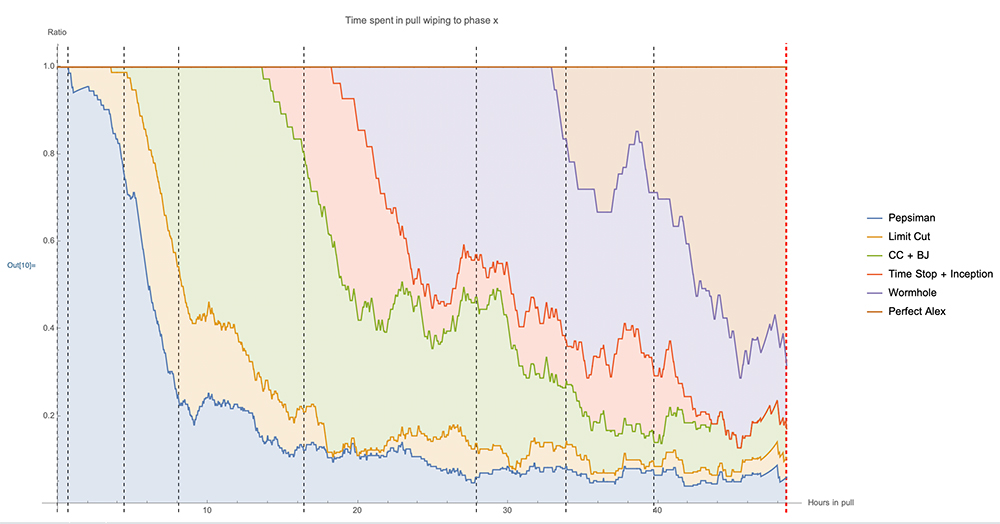 Time spent in pull wiping to phase x
Ratio
1.0
0.8
0.6
Out[10]=
0.4
0.2
10
20
30
40
Hours in pull
Pepsiman
Limit Cut
CC + BJ
Time Stop + Inception
Wormhole
Perfect Alex